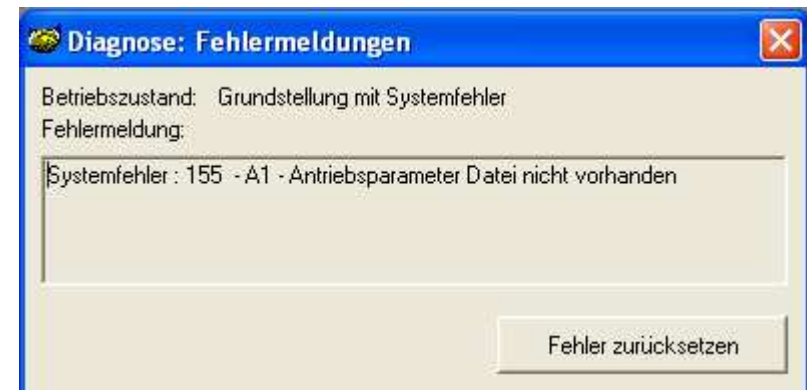 Diagnose: Fehlermeldungen
Betriebszustand: Grundstellung mit Systemfehler
Fehlermeldung:
Systemfehler : 155 - A1 - Antriebsparameter Datei nicht vorhanden
Fehler zurücksetzen